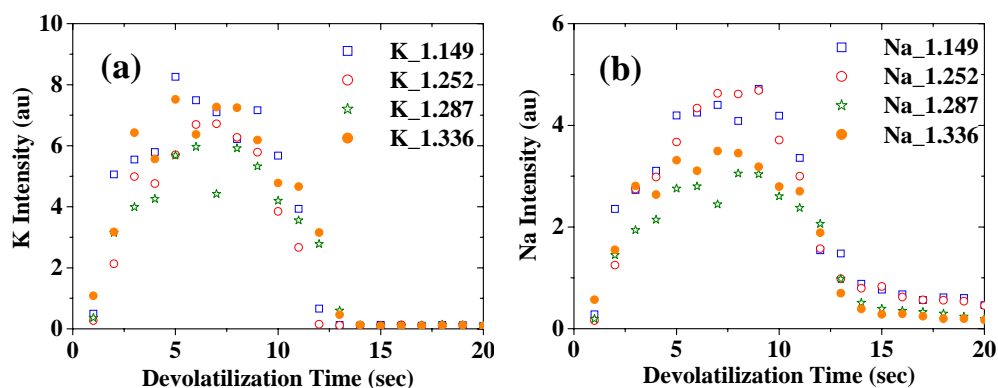 (a)
K_1.149
K_1.252
K_1.287
K_1.336
K Intensity (au)
10
8
6
4
2
0
0 5 10 15 20
Devolatilization Time (sec)
(b)
Na_1.149
Na_1.252
Na_1.287
Na_1.336
Na Intensity (au)
6
4
2
0
0 5 10 15 20
Devolatilization Time (sec)